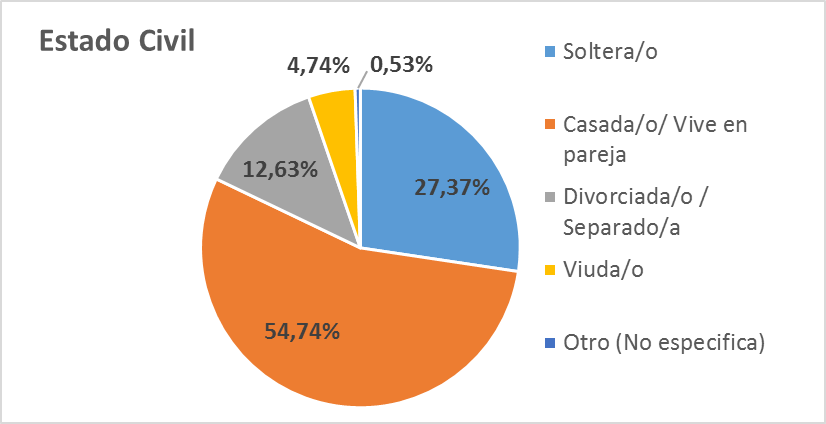 Estado Civil
4,74%
0,53%
12,63%
27,37%
54,74%
Soltera/o
Casada/o/ Vive en
pareja
Divorciada/o /
Separado/a
Viuda/o
Otro (No especifica)